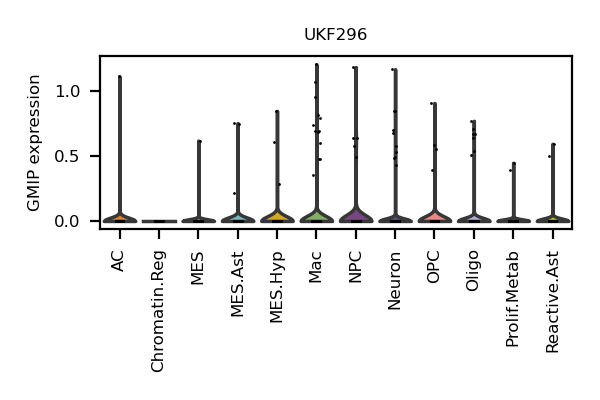 UKF296
GMIP expression
1.0
0.5
0.0
AC
Chromatin.Reg
MES
MES.Ast
MES.Hyp
Mac
NPC
Neuron
OPC
Oligo
Prolif.Metab
Reactive.Ast